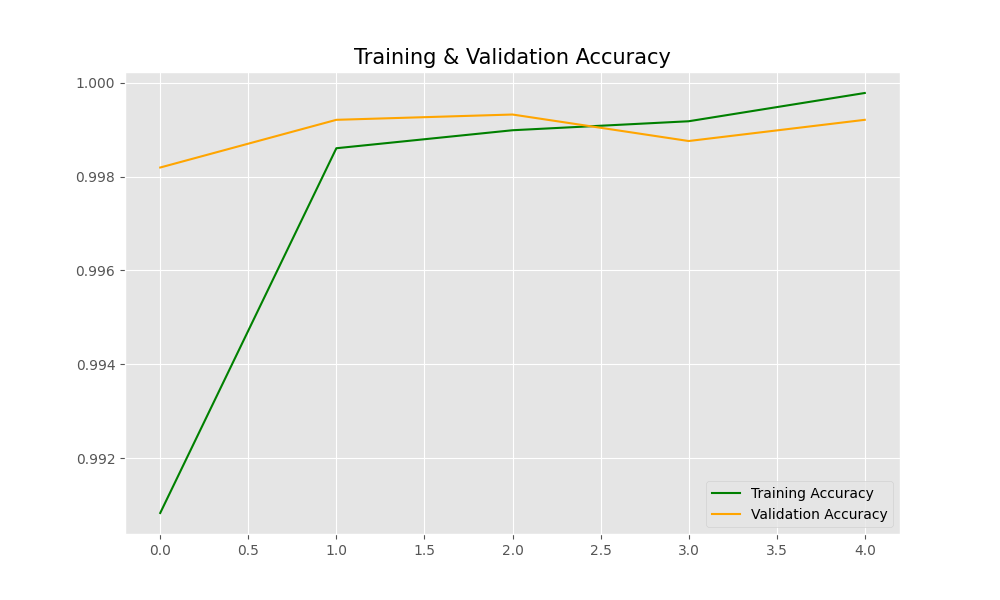 Training & Validation Accuracy
1.000
0.998
0.996
0.994
0.992
Training Accuracy
Validation Accuracy
0.0 0.5 1.0 1.5 2.0 2.5 3.0 3.5 4.0